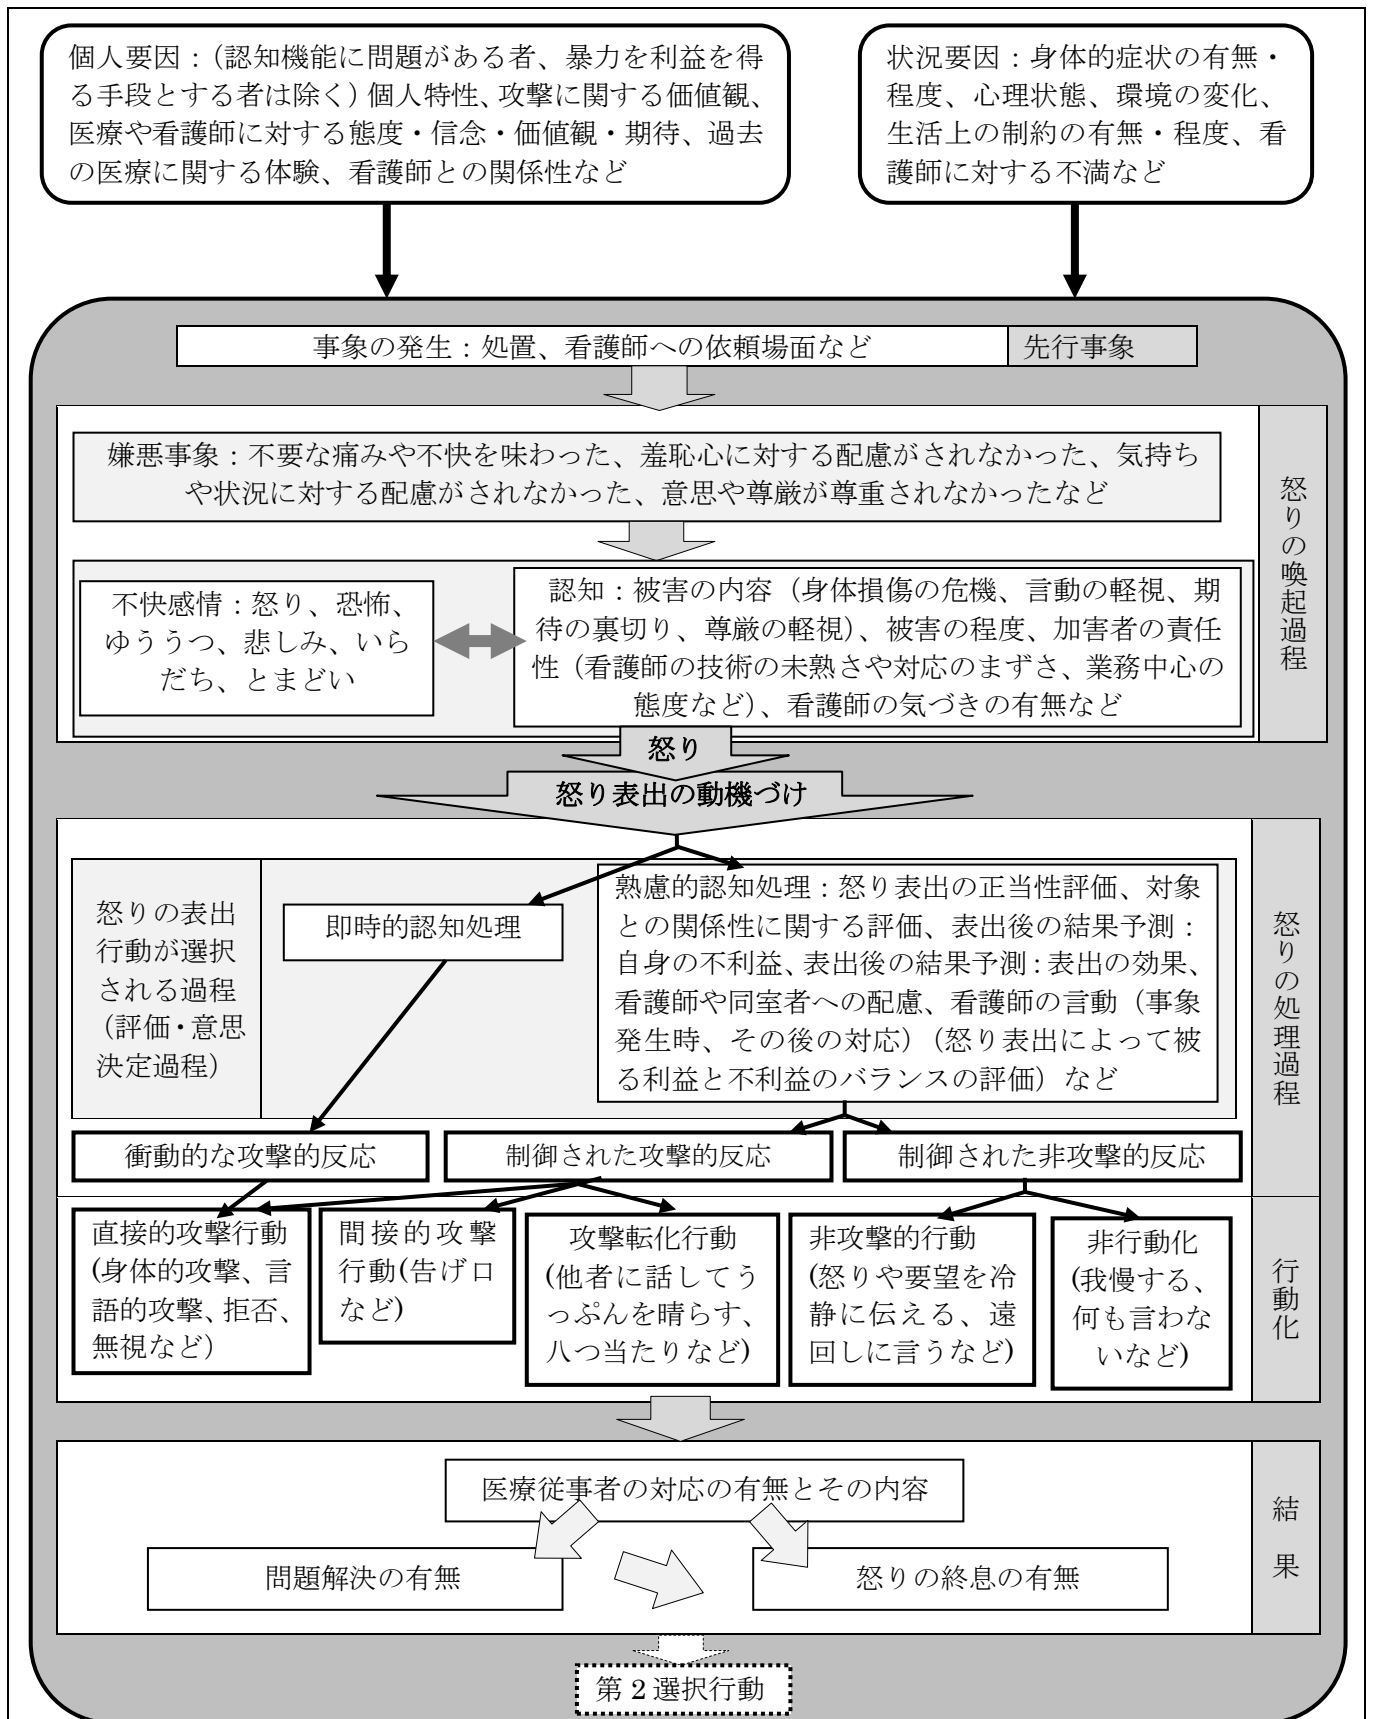 個人要因：（認知機能に問題がある者、暴力を利益を得
る手段とする者は除く）個人特性、攻撃に関する価値観、
医療や看護師に対する態度・信念・価値観・期待、過去
の医療に関する体験、看護師との関係性など
状況要因：身体的症状の有無・
程度、心理状態、環境の変化、
生活上の制約の有無・程度、看
護師に対する不満など
事象の発生：処置、看護師への依頼場面など
先行事象
嫌悪事象：不要な痛みや不快を味わった、羞恥心に対する配慮がされなかった、気持ち
や状況に対する配慮がされなかった、意思や尊厳が尊重されなかったなど
怒りの喚起過程
不快感情：怒り、恐怖、
ゆううつ、悲しみ、いら
だち、とまどい
認知：被害の内容（身体損傷の危機、言動の軽視、期
待の裏切り、尊厳の軽視）、被害の程度、加害者の責任
性（看護師の技術の未熟さや対応のまずさ、業務中心の
態度など）、看護師の気づきの有無など
怒り
怒り表出の動機づけ
怒りの表出
行動が選択
される過程
（評価・意思
決定過程）
即時的認知処理
熟慮的認知処理：怒り表出の正当性評価、対象
との関係性に関する評価、表出後の結果予測：
自身の不利益、表出後の結果予測：表出の効果、
看護師や同室者への配慮、看護師の言動（事象
発生時、その後の対応）（怒り表出によって被
る利益と不利益のバランスの評価）など
怒りの処理過程
衝動的な攻撃的反応
制御された攻撃的反応
制御された非攻撃的反応
直接的攻撃行動
(身体的攻撃、言
語的攻撃、拒否、
無視など）
間接的攻撃
行動(告げ口
など)
攻撃転化行動
(他者に話してう
っぷんを晴らす、
八つ当たりなど)
非攻撃的行動
(怒りや要望を冷
静に伝える、遠
回しに言うなど)
非行動化
(我慢する、
何も言わな
いなど)
行動化
医療従事者の対応の有無とその内容
問題解決の有無
怒りの終息の有無
結果
第２選択行動